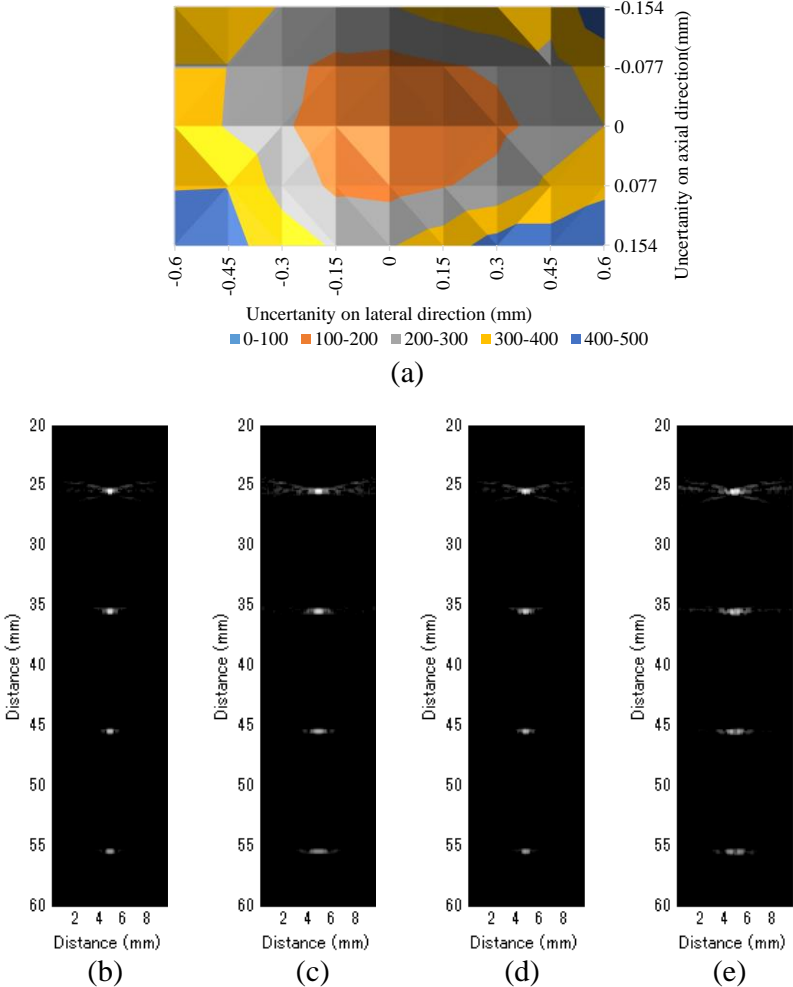 -0.154
-0.077
0
0.077
0.154
Uncertanity on axial direction(mm)
-0.6 -0.45 -0.3 -0.15 0 0.15 0.3 0.45 0.6
Uncertanity on lateral direction (mm)
0-100 100-200 200-300 300-400 400-500
(a)
20 20 20 20
25 25 25 25
30 30 30 30
35 35 35 35
40 40 40 40
45 45 45 45
50 50 50 50
55 55 55 55
60 60 60 60
Distance (mm) Distance (mm) Distance (mm) Distance (mm)
2 4 6 8 2 4 6 8 2 4 6 8 2 4 6 8
Distance (mm) Distance (mm) Distance (mm) Distance (mm)
(b) (c) (d) (e)